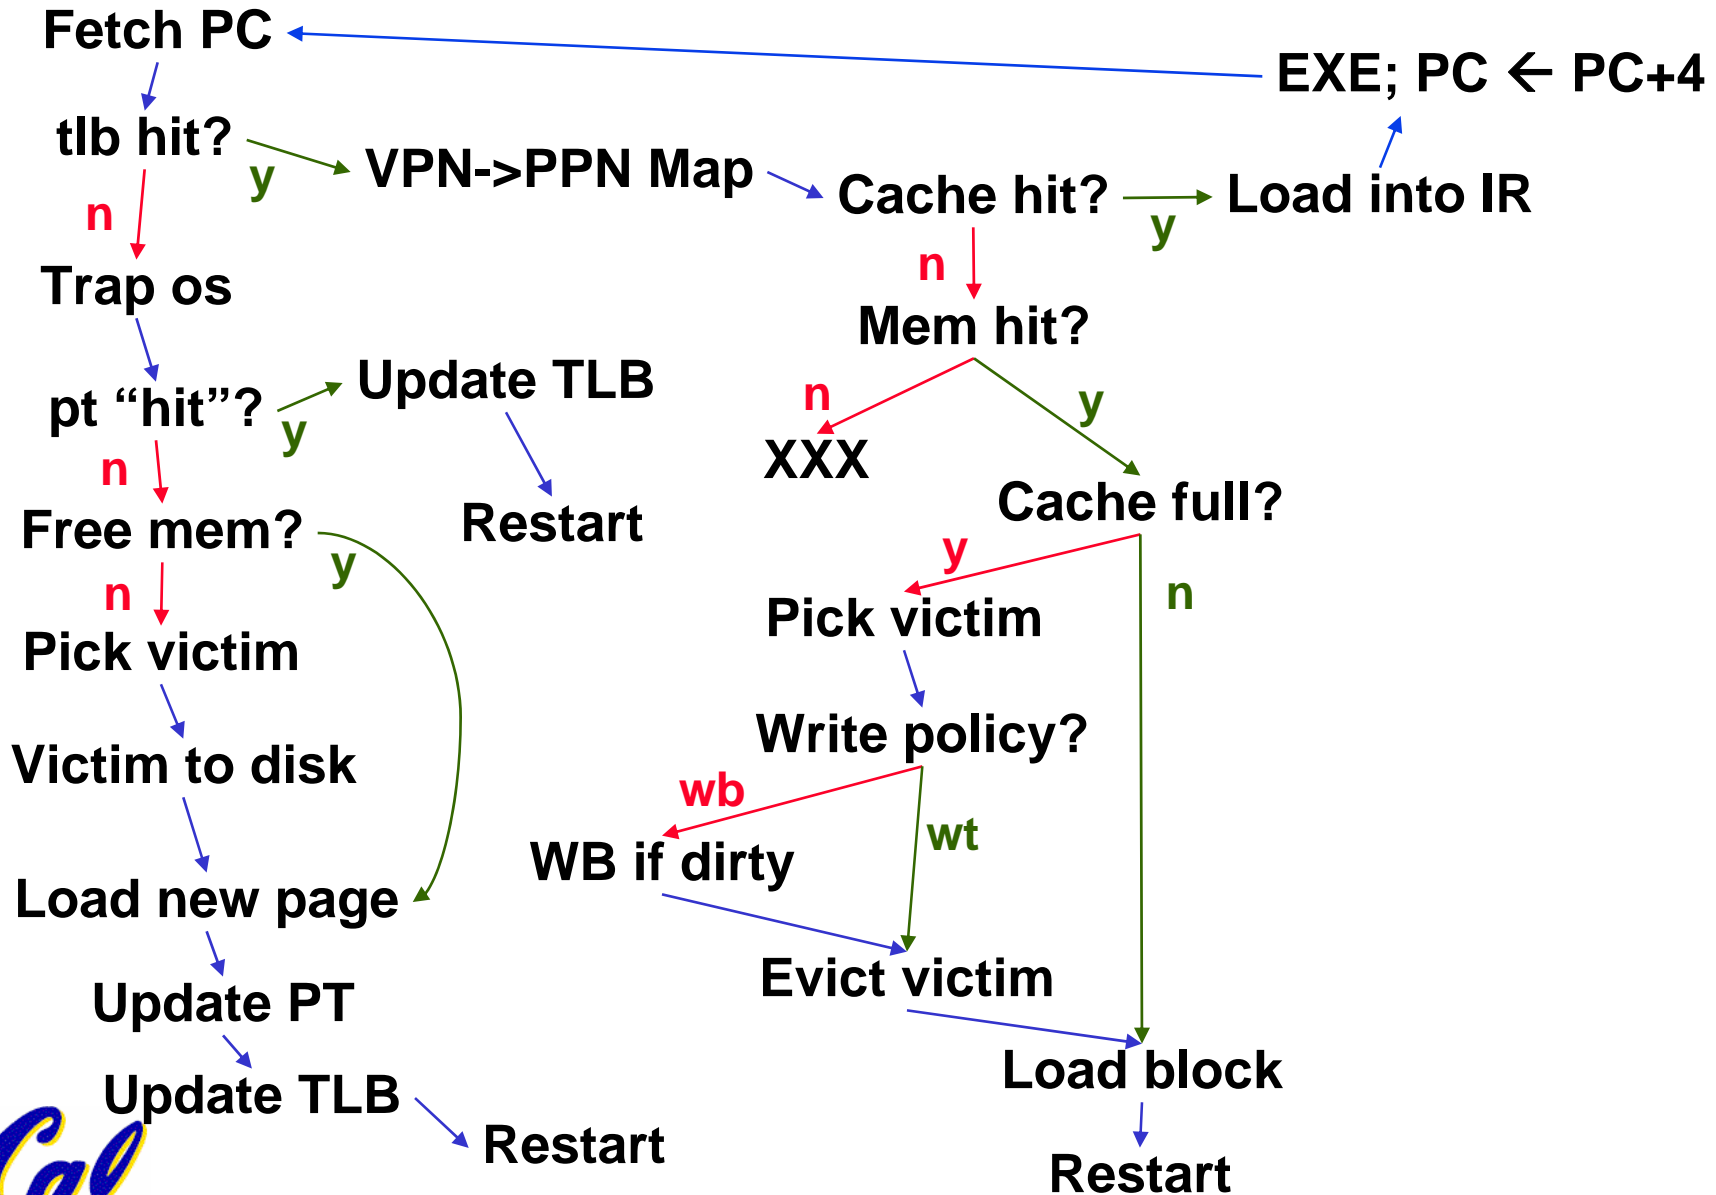 Fetch PC
EXE; PC ← PC+4
tlb hit?
y
VPN->PPN Map
Cache hit?
y
Load into IR
n
Trap os
n
Mem hit?
pt “hit”?
y
Update TLB
Restart
n
XXX
y
Cache full?
n
Free mem?
y
n
Pick victim
Victim to disk
Load new page
Update PT
Update TLB
Restart
y
n
Pick victim
Write policy?
wb
wt
WB if dirty
Evict victim
Load block
Restart
Cal